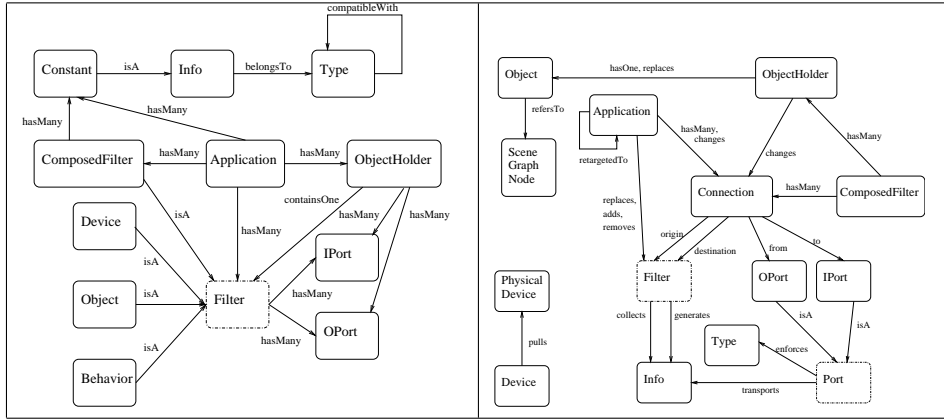 compatibleWith
Constant
isA
Info
belongsTo
Type
hasMany
hasMany
ComposedFilter
hasMany
Application
hasMany
ObjectHolder
containsOne
hasMany
hasMany
isA
hasMany
Device
IPort
isA
Object
isA
Filter
hasMany
OPort
isA
hasMany
Behavior
Object
hasOne, replaces
ObjectHolder
refersTo
Application
hasMany,
changes
retargetedTo
Scene
Graph
Node
changes
hasMany
Connection
hasMany
ComposedFilter
replaces,
adds,
removes
origin
destination
from
to
Physical
Device
Filter
OPort
IPort
collects
generates
isA
isA
pulls
Type
enforces
Device
Info
transports
Port